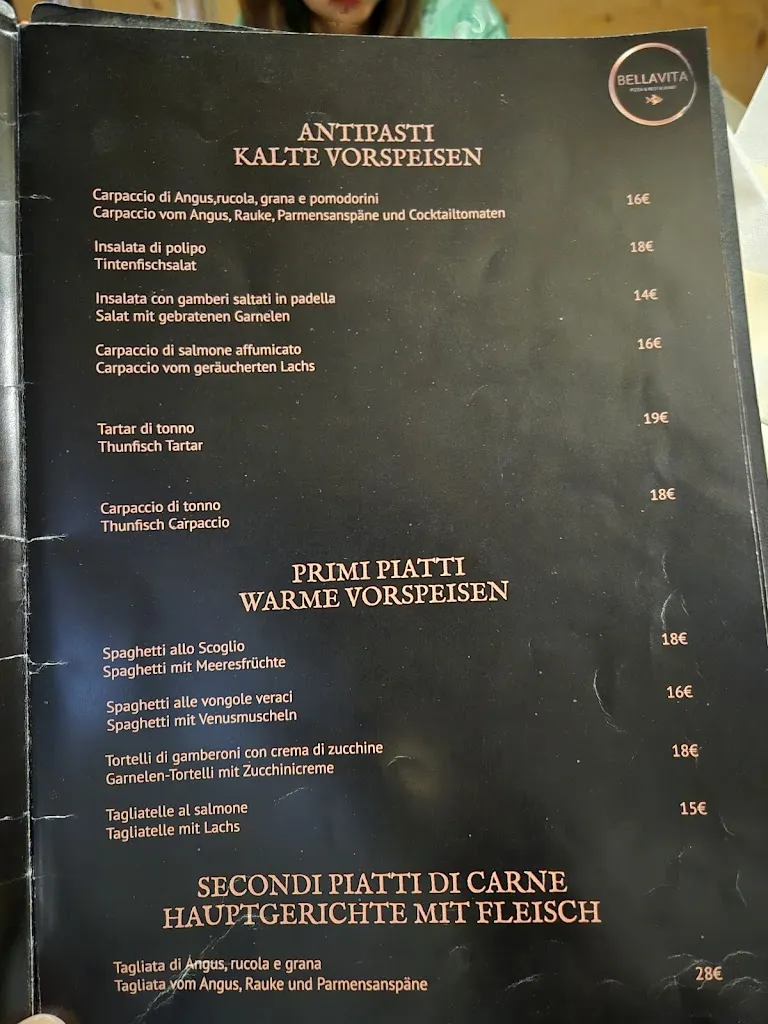 BELLAVITA
PIZZA & RESTAURANT
ANTIPASTI
KALTE VORSPEISEN
Carpaccio di Angus,rucola, grana e pomodorini 16€
Carpaccio vom Angus, Rauke, Parmensanspäne und Cocktailtomaten
Insalata di polipo 18€
Tintenfischsalat
Insalata con gamberi saltati in padella 14€
Salat mit gebratenen Garnelen
Carpaccio di salmone affumicato 16€
Carpaccio vom geräucherten Lachs
Tartar di tonno 19€
Thunfisch Tartar
Carpaccio di tonno 18€
Thunfisch Carpaccio
PRIMI PIATTI
WARME VORSPEISEN
Spaghetti allo Scoglio 18€
Spaghetti mit Meeresfrüchte
Spaghetti alle vongole veraci 16€
Spaghetti mit Venusmuscheln
Tortelli di gamberoni con crema di zucchine 18€
Garnelen-Tortelli mit Zucchinicreme
Tagliatelle al salmone 15€
Tagliatelle mit Lachs
SECONDI PIATTI DI CARNE
HAUPTGERICHTE MIT FLEISCH
Tagliata di Angus, rucola e grana 28€
Tagliata vom Angus, Rauke und Parmensanspäne